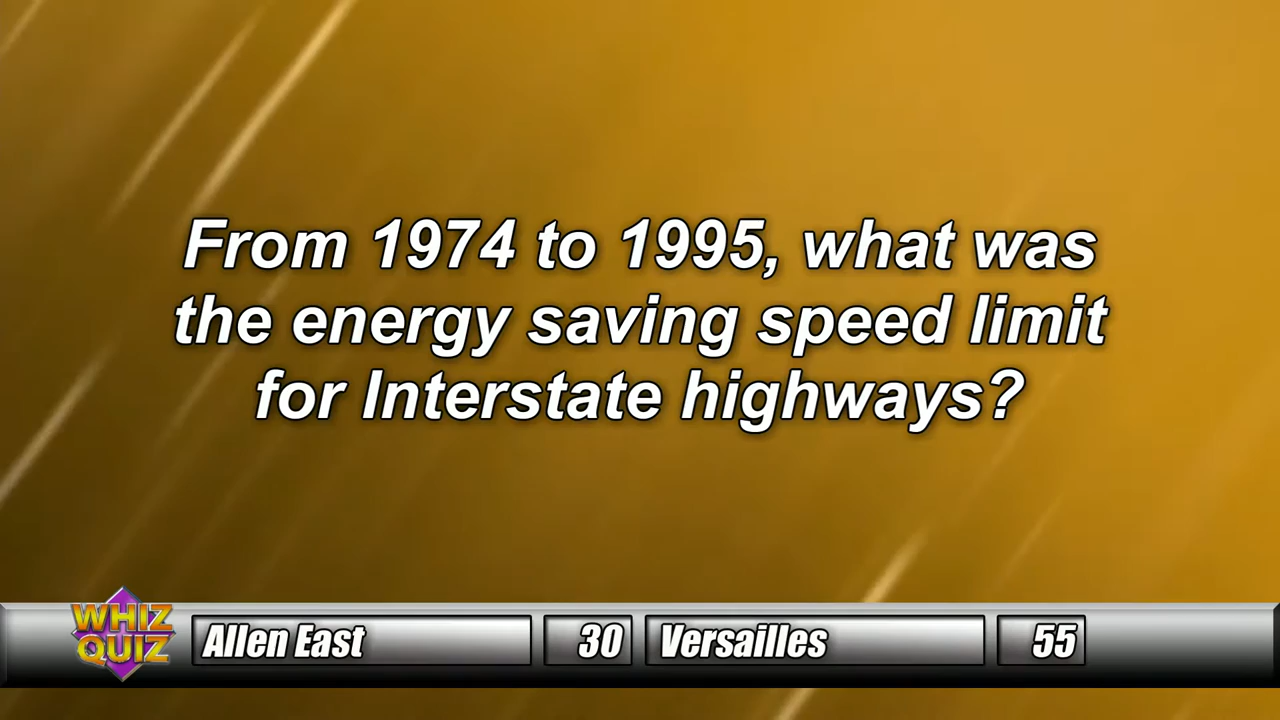 From 1974 to 1995, what was
the energy saving speed limit
for Interstate highways?
WHIZ
QUIZ
Allen East 30 Versailles 55